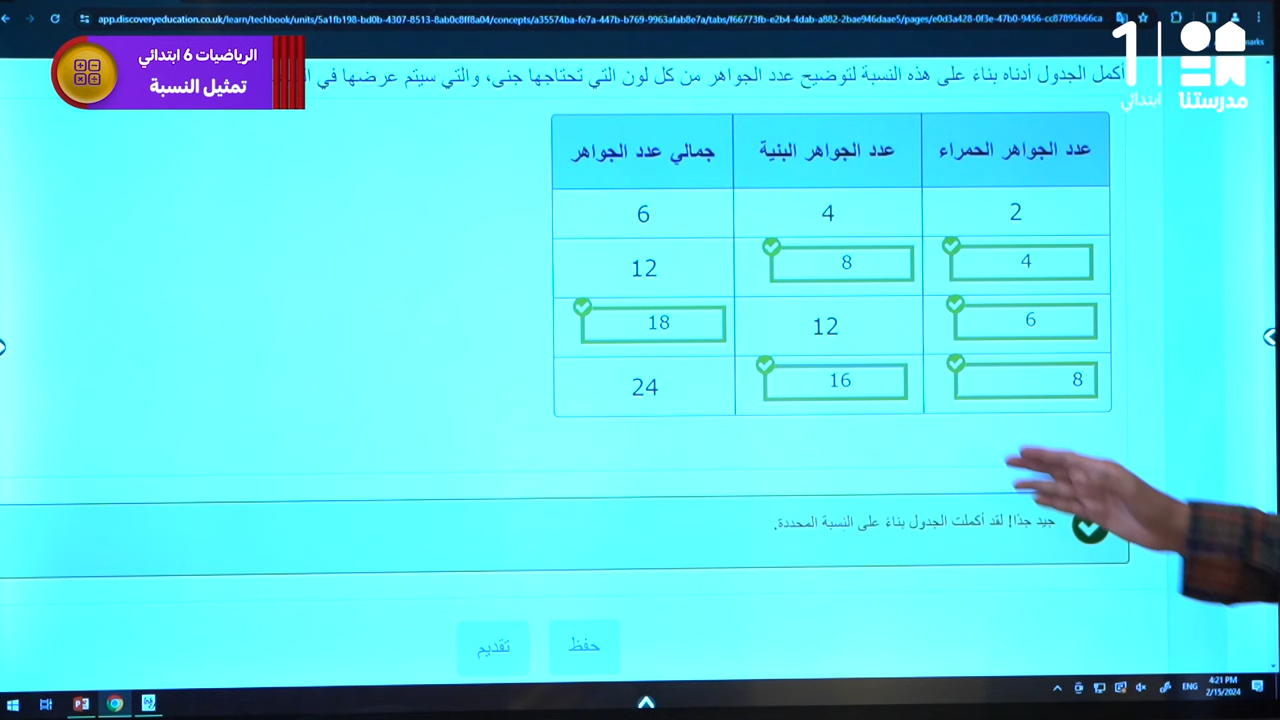 app.discoveryeducation.co.uk/learn/techbook/units/5a1fb198-bd0b-4307-8513-8ab0c8ff8a04/concepts/a35574ba-fe7a-447b-b769-9963afab8e7a/tabs/f66773fb-e2b4-4dab-a882-2bae946daae5/pages/e0d3a428-0f3e-47b0-9456-cc87895b66ca
الرياضيات 6 ابتدائي
تمثيل النسبة
1 ابتدائي
مدرستنا
أكمل الجدول أدناه بناءً على هذه النسبة لتوضيح عدد الجواهر من كل لون التي تحتاجها جنى، والتي سيتم عرضها في
عدد الجواهر الحمراء عدد الجواهر البنية جمالي عدد الجواهر
2 4 6
4 8 12
6 12 18
8 16 24
جيد جدًا! لقد أكملت الجدول بناءً على النسبة المحددة.
حفظ تقديم
ENG
4:21 PM
2/15/2024